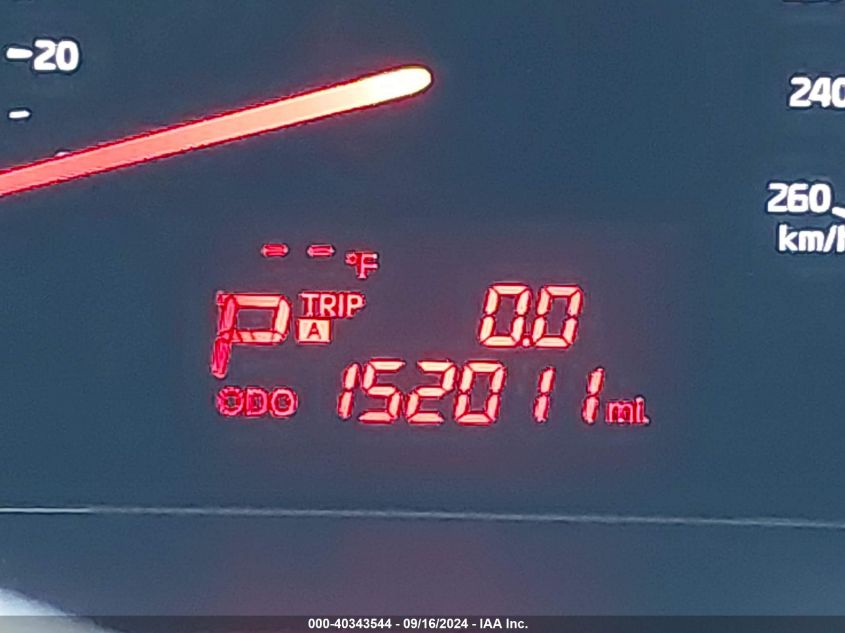 20
240
260
km/h
-- °F
P TRIP A 0.0
ODO 152011 mi.
000-40343544 - 09/16/2024 - IAA Inc.